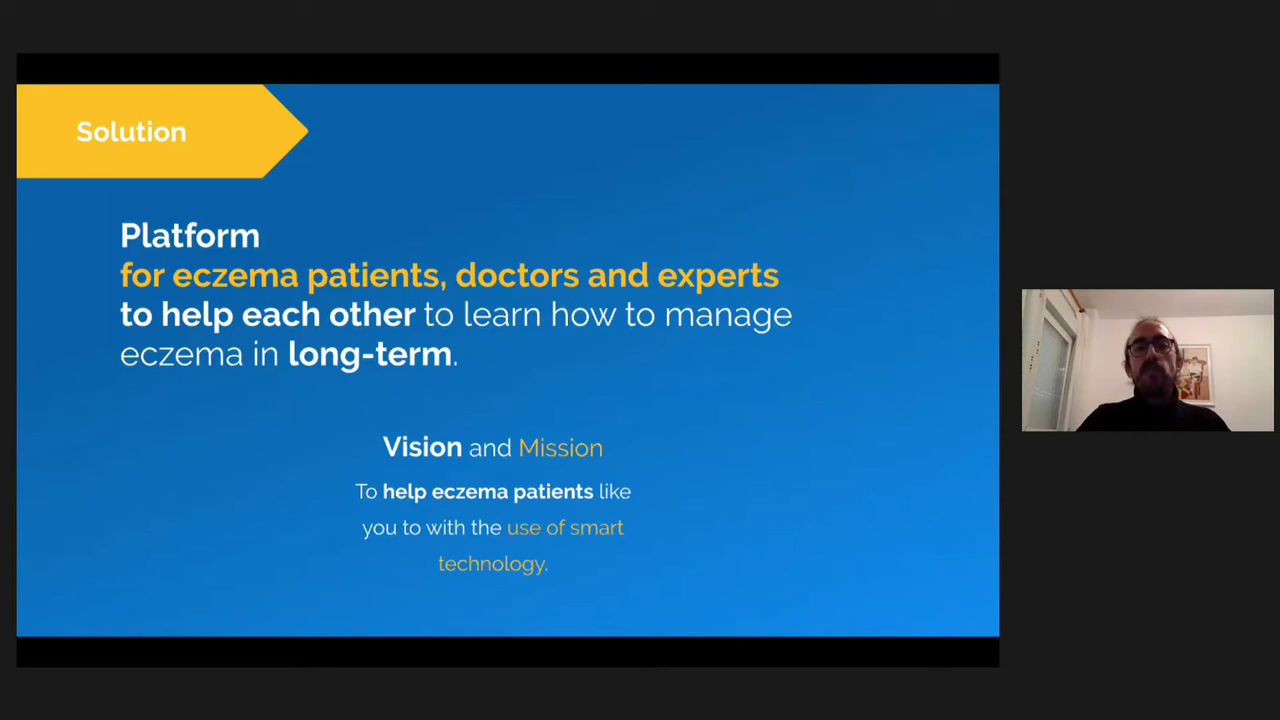 Solution
Platform
for eczema patients, doctors and experts
to help each other to learn how to manage
eczema in long-term.
Vision and Mission
To help eczema patients like
you to with the use of smart
technology.